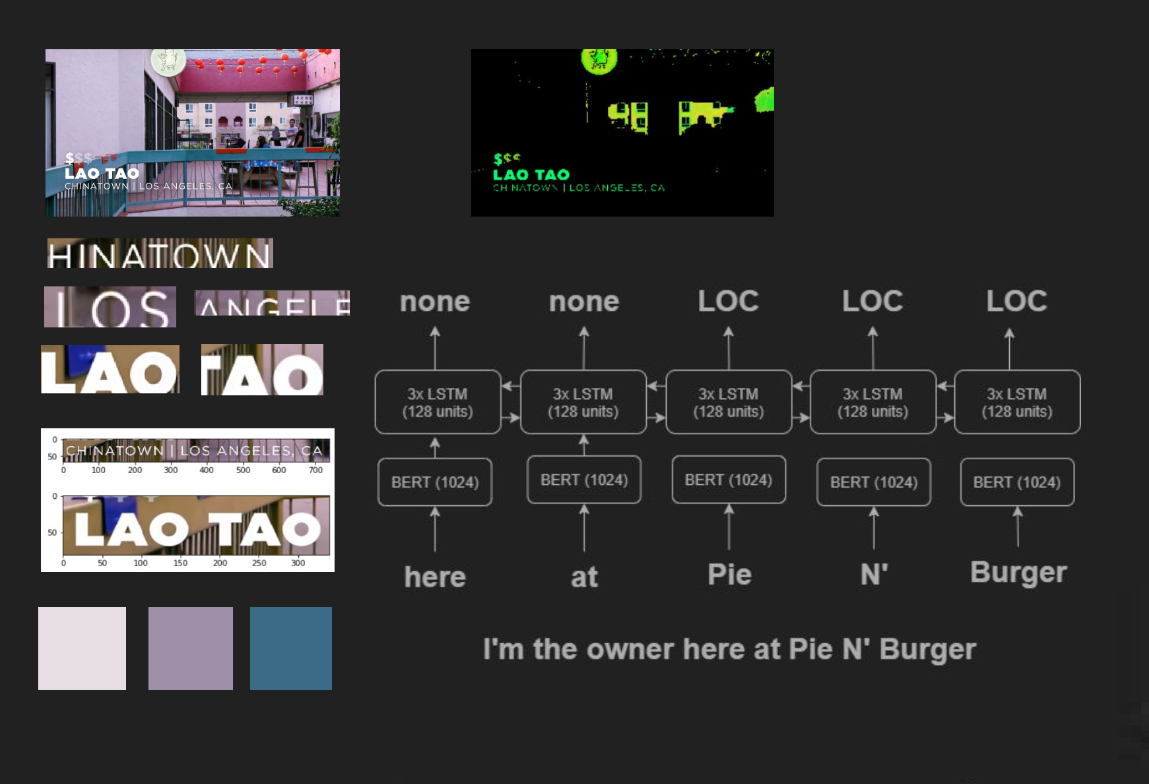 $$$
LAO TAO
CHINATOWN | LOS ANGELES, CA
$$$
LAO TAO
CHINATOWN | LOS ANGELES, CA
HINATOWN
LOS ANGELE
LAO TAO
0
50
CHINATOWN | LOS ANGELES, CA
0 100 200 300 400 500 600 700
0
50
LAO TAO
0 50 100 150 200 250 300
none none LOC LOC LOC
3x LSTM 3x LSTM 3x LSTM 3x LSTM 3x LSTM
(128 units) (128 units) (128 units) (128 units) (128 units)
BERT (1024) BERT (1024) BERT (1024) BERT (1024) BERT (1024)
here at Pie N' Burger
I'm the owner here at Pie N' Burger